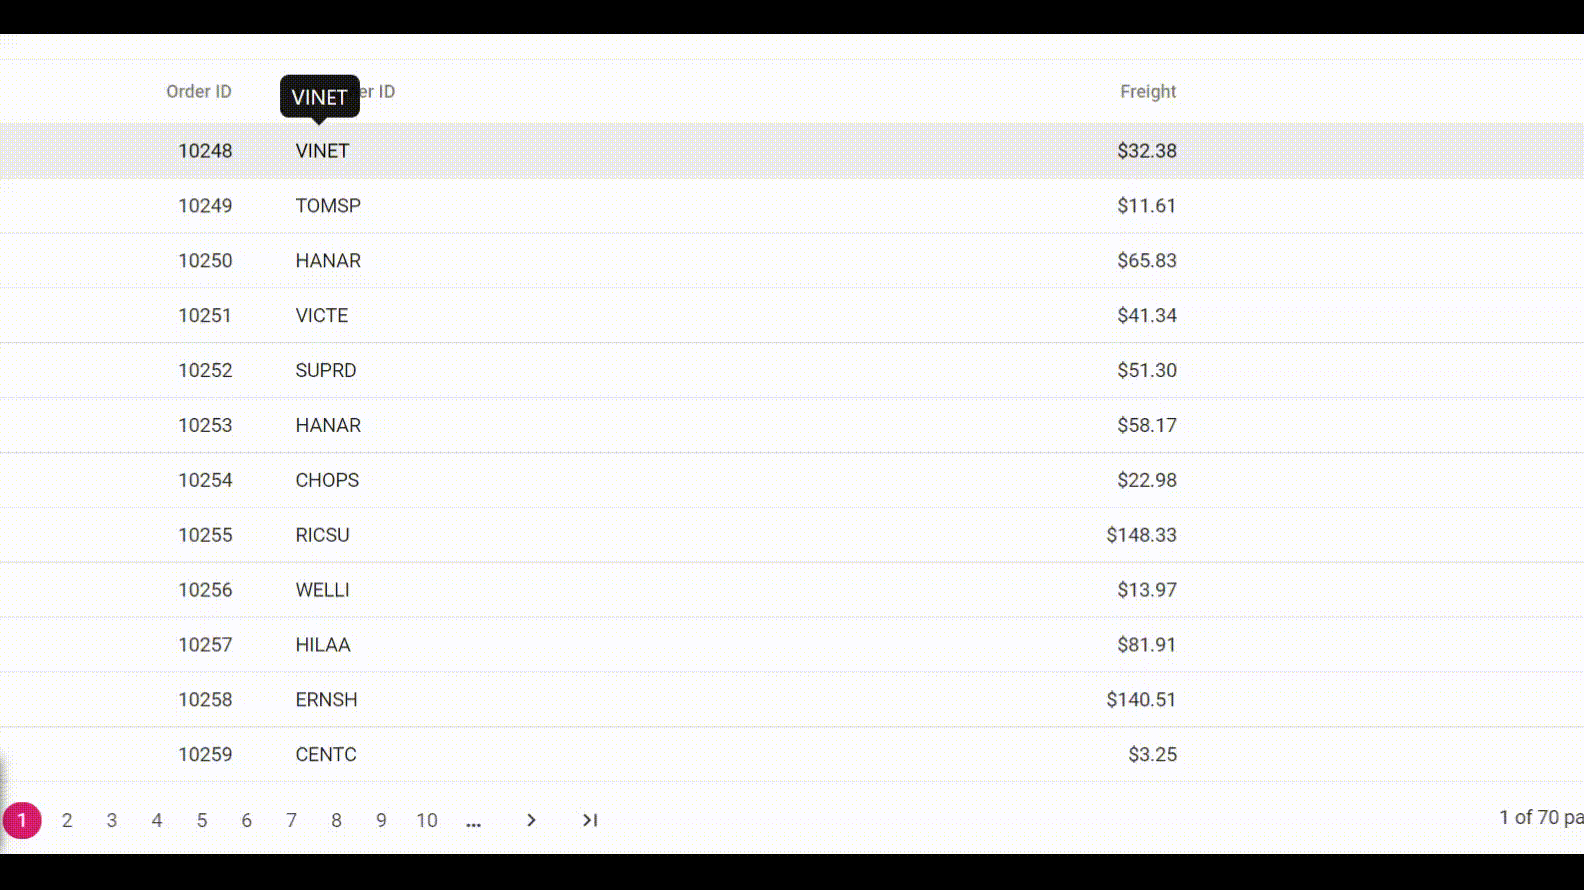 Order ID VINET er ID Freight
10248 VINET $32.38
10249 TOMSP $11.61
10250 HANAR $65.83
10251 VICTE $41.34
10252 SUPRD $51.30
10253 HANAR $58.17
10254 CHOPS $22.98
10255 RICSU $148.33
10256 WELLI $13.97
10257 HILAA $81.91
10258 ERNSH $140.51
10259 CENTC $3.25
1 2 3 4 5 6 7 8 9 10 ... 1 of 70 pa